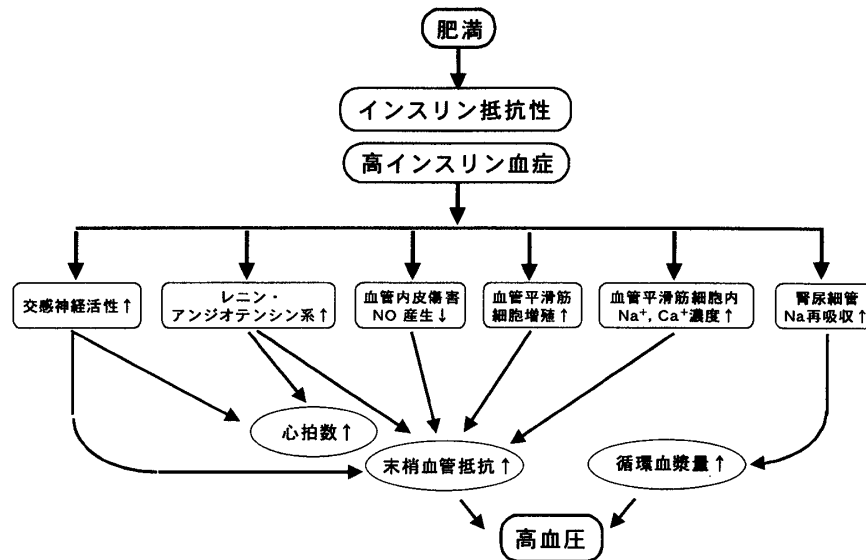 肥満
インスリン抵抗性
高インスリン血症
交感神経活性↑
レニン・
アンジオテンシン系↑
血管内皮傷害
NO 産生↓
血管平滑筋
細胞増殖↑
血管平滑筋細胞内
Na⁺, Ca⁺濃度↑
腎尿細管
Na再吸収↑
心拍数↑
末梢血管抵抗↑
循環血漿量↑
高血圧